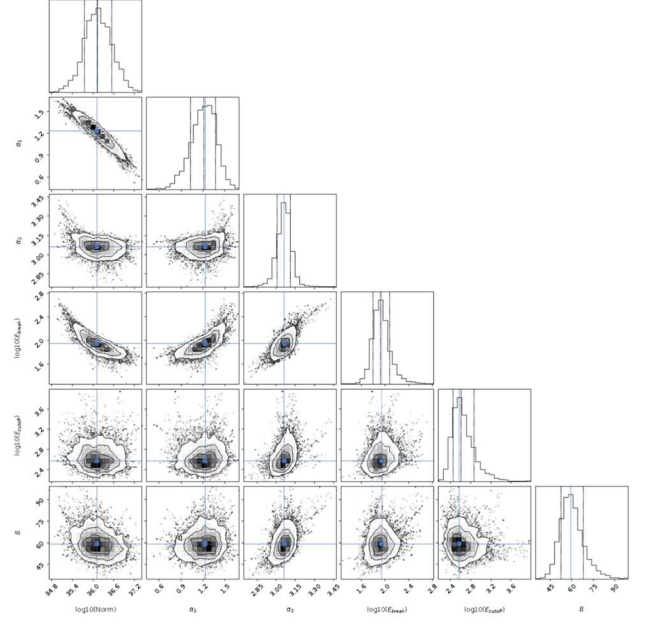 α₁
1.5
1.2
0.9
0.6
α₂
3.45
3.30
3.15
3.00
2.85
log10(E_break)
2.8
2.4
2.0
1.6
log10(E_cutoff)
3.6
3.2
2.8
2.4
B
90
75
60
45
34.8 35.4 36.0 36.6 37.2
0.6 0.9 1.2 1.5
2.85 3.00 3.15 3.30 3.45
1.6 2.0 2.4 2.8
2.4 2.8 3.2 3.6
45 60 75 90
log10(Norm) α₁ α₂ log10(E_break) log10(E_cutoff) B